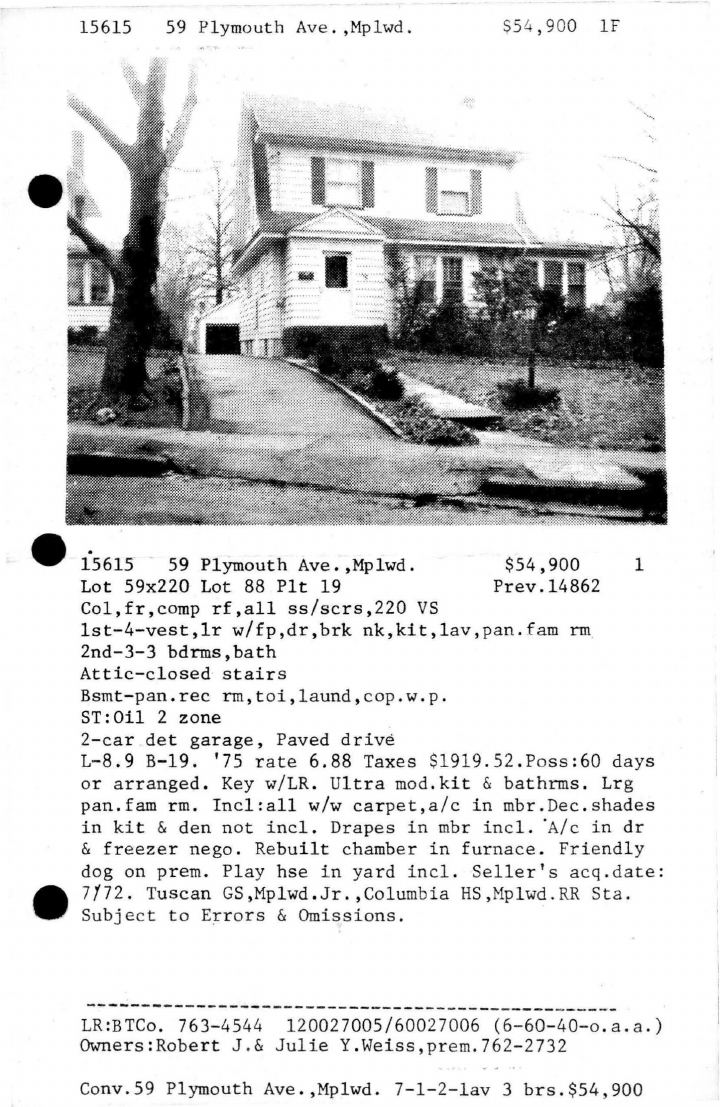 15615 59 Plymouth Ave.,Mplwd. $54,900 1F
15615 59 Plymouth Ave.,Mplwd. $54,900 1
Lot 59x220 Lot 88 Plt 19 Prev.14862
Col,fr,comp rf,all ss/scrs,220 VS
1st-4-vest,lr w/fp,dr,brk nk,kit,lav,pan.fam rm
2nd-3-3 bdrms,bath
Attic-closed stairs
Bsmt-pan.rec rm,toi,laund,cop.w.p.
ST:Oil 2 zone
2-car det garage, Paved drive
L-8.9 B-19. '75 rate 6.88 Taxes $1919.52.Poss:60 days
or arranged. Key w/LR. Ultra mod.kit & bathrms. Lrg
pan.fam rm. Incl:all w/w carpet,a/c in mbr.Dec.shades
in kit & den not incl. Drapes in mbr incl. A/c in dr
& freezer nego. Rebuilt chamber in furnace. Friendly
dog on prem. Play hse in yard incl. Seller's acq.date:
7/72. Tuscan GS,Mplwd.Jr.,Columbia HS,Mplwd.RR Sta.
Subject to Errors & Omissions.
LR:BTCo. 763-4544 120027005/60027006 (6-60-40-o.a.a.)
Owners:Robert J.& Julie Y.Weiss,prem.762-2732
Conv.59 Plymouth Ave.,Mplwd. 7-1-2-lav 3 brs.$54,900